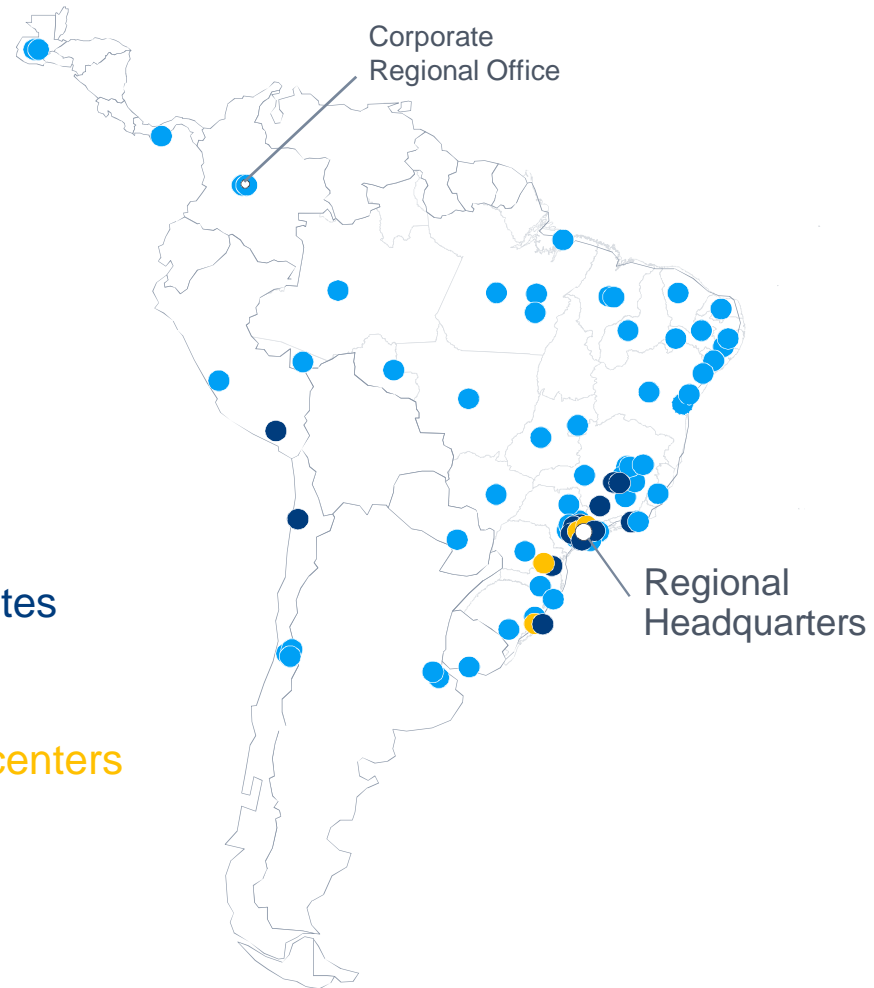 Corporate
Regional Office
Regional
Headquarters
tes
centers